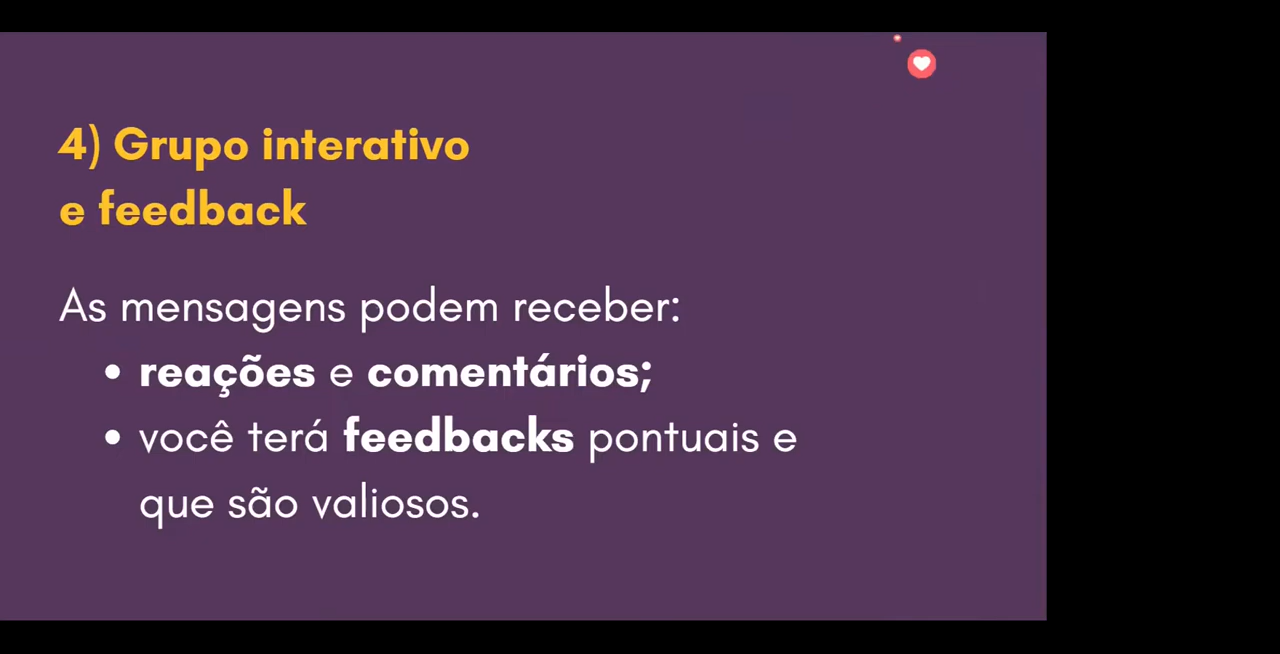 4) Grupo interativo
e feedback
As mensagens podem receber:
• reações e comentários;
• você terá feedbacks pontuais e
que são valiosos.